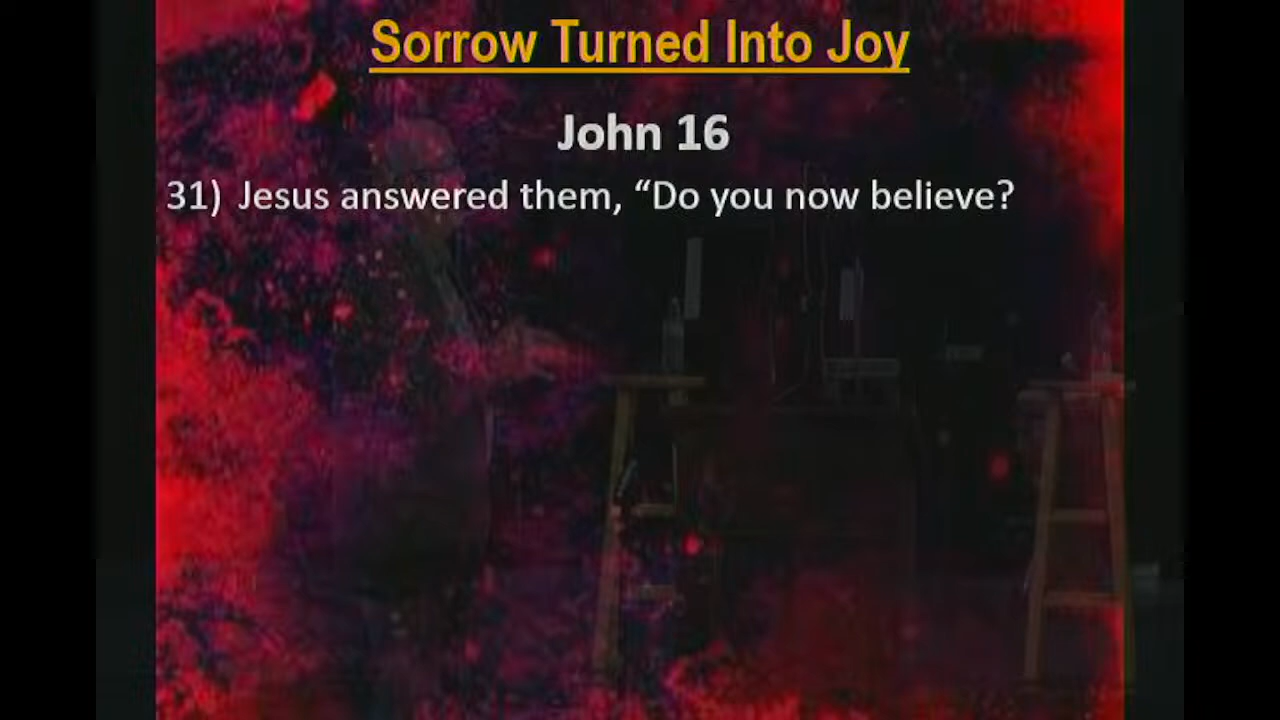 Sorrow Turned Into Joy
John 16
31) Jesus answered them, “Do you now believe?